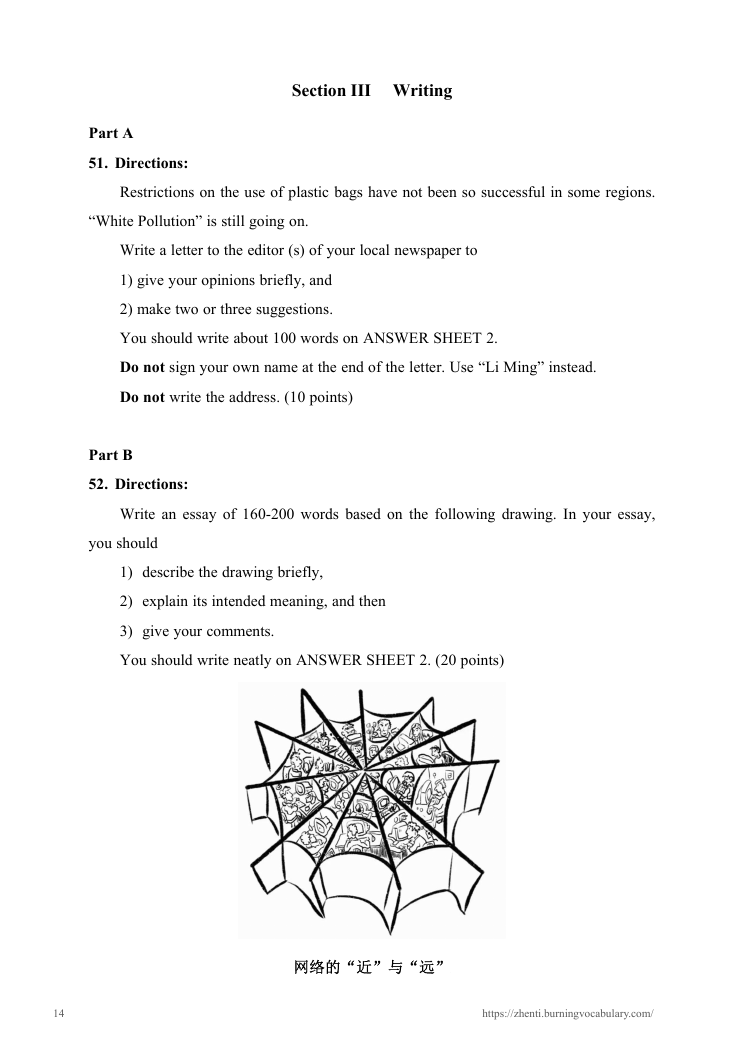 Section III Writing
Part A
51. Directions:
Restrictions on the use of plastic bags have not been so successful in some regions.
“White Pollution” is still going on.
Write a letter to the editor (s) of your local newspaper to
1) give your opinions briefly, and
2) make two or three suggestions.
You should write about 100 words on ANSWER SHEET 2.
Do not sign your own name at the end of the letter. Use “Li Ming” instead.
Do not write the address. (10 points)
Part B
52. Directions:
Write an essay of 160-200 words based on the following drawing. In your essay,
you should
1) describe the drawing briefly,
2) explain its intended meaning, and then
3) give your comments.
You should write neatly on ANSWER SHEET 2. (20 points)
网络的“近”与“远”
14
https://zhenti.burningvocabulary.com/